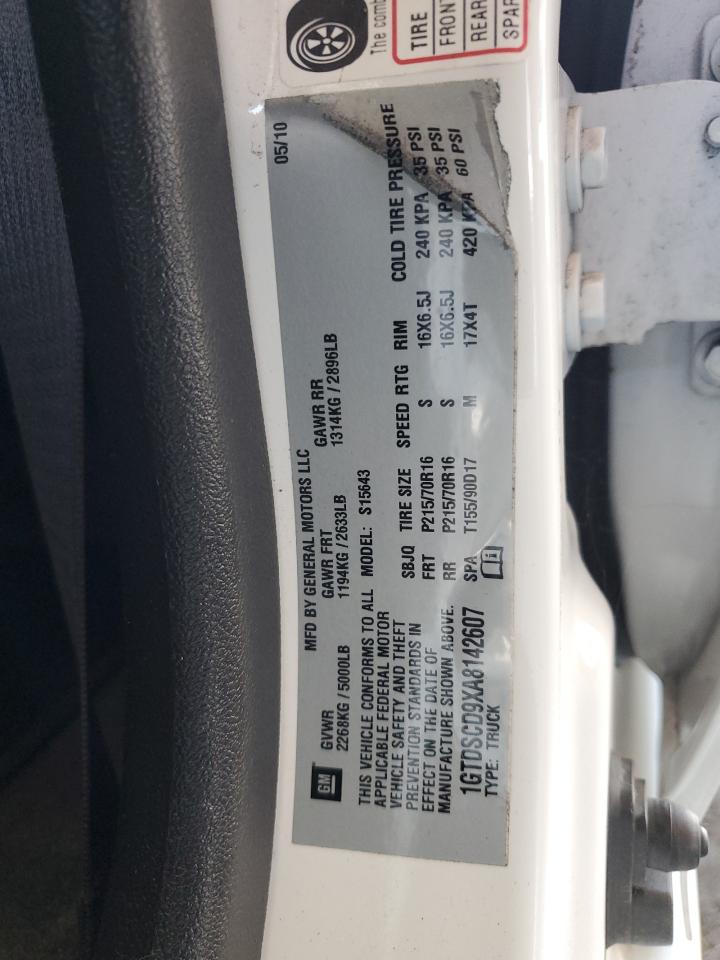 The comb
TIRE
FRONT
REAR
SPAR
05/10
MFD BY GENERAL MOTORS LLC
GM
GVWR GAWR FRT GAWR RR
2268KG / 5000LB 1194KG / 2633LB 1314KG / 2896LB
THIS VEHICLE CONFORMS TO ALL
APPLICABLE FEDERAL MOTOR
VEHICLE SAFETY AND THEFT
PREVENTION STANDARDS IN
EFFECT ON THE DATE OF
MANUFACTURE SHOWN ABOVE.
1GTDSCD9XA8142607
TYPE: TRUCK
MODEL: S15643
SBJQ TIRE SIZE SPEED RTG RIM COLD TIRE PRESSURE
FRT P215/70R16 S 16X6.5J 240 KPA 35 PSI
RR P215/70R16 S 16X6.5J 240 KPA 35 PSI
SPA T155/90D17 M 17X4T 420 KPA 60 PSI